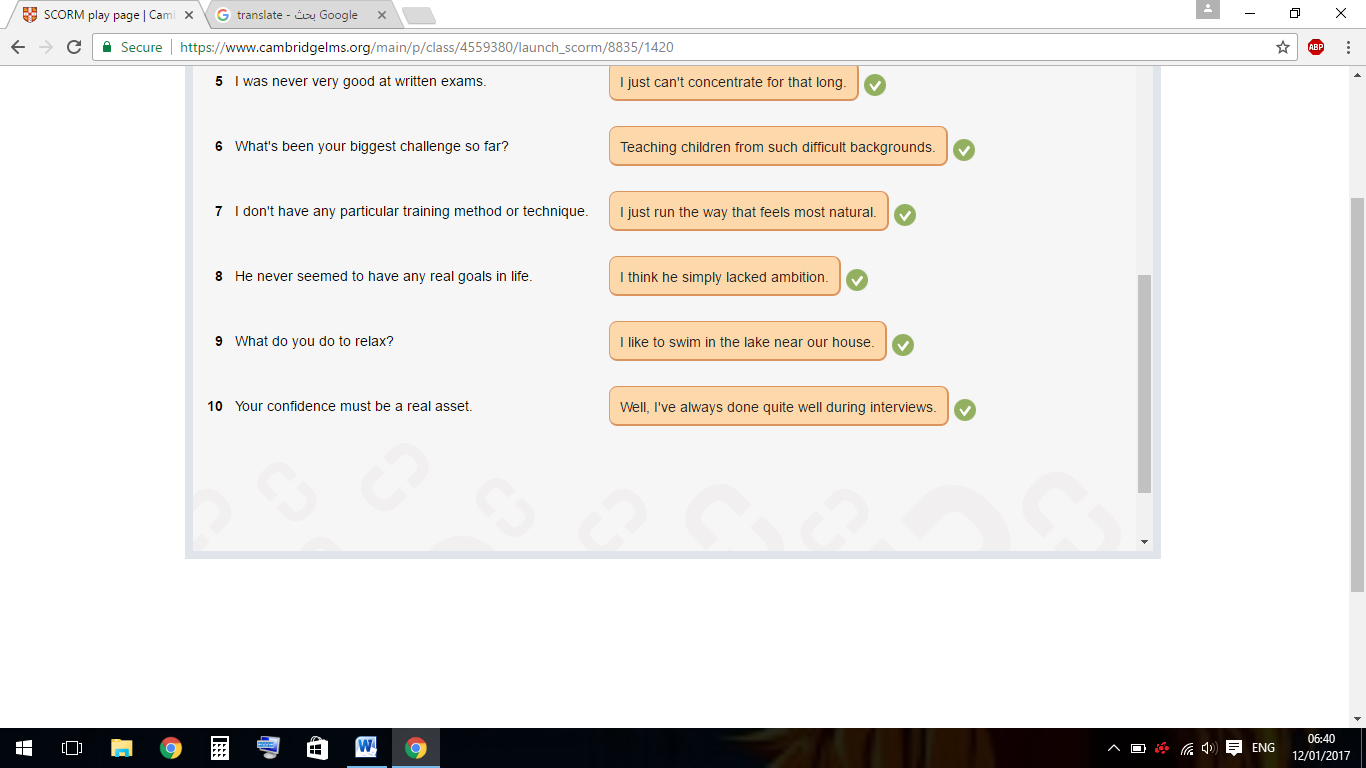 SCORM play page | Cam
translate - بحث Google
Secure
https://www.cambridgelms.org/main/p/class/4559380/launch_scorm/8835/1420
ABP
5 I was never very good at written exams. I just can't concentrate for that long.
6 What's been your biggest challenge so far? Teaching children from such difficult backgrounds.
7 I don't have any particular training method or technique. I just run the way that feels most natural.
8 He never seemed to have any real goals in life. I think he simply lacked ambition.
9 What do you do to relax? I like to swim in the lake near our house.
10 Your confidence must be a real asset. Well, I've always done quite well during interviews.
ENG
06:40
12/01/2017